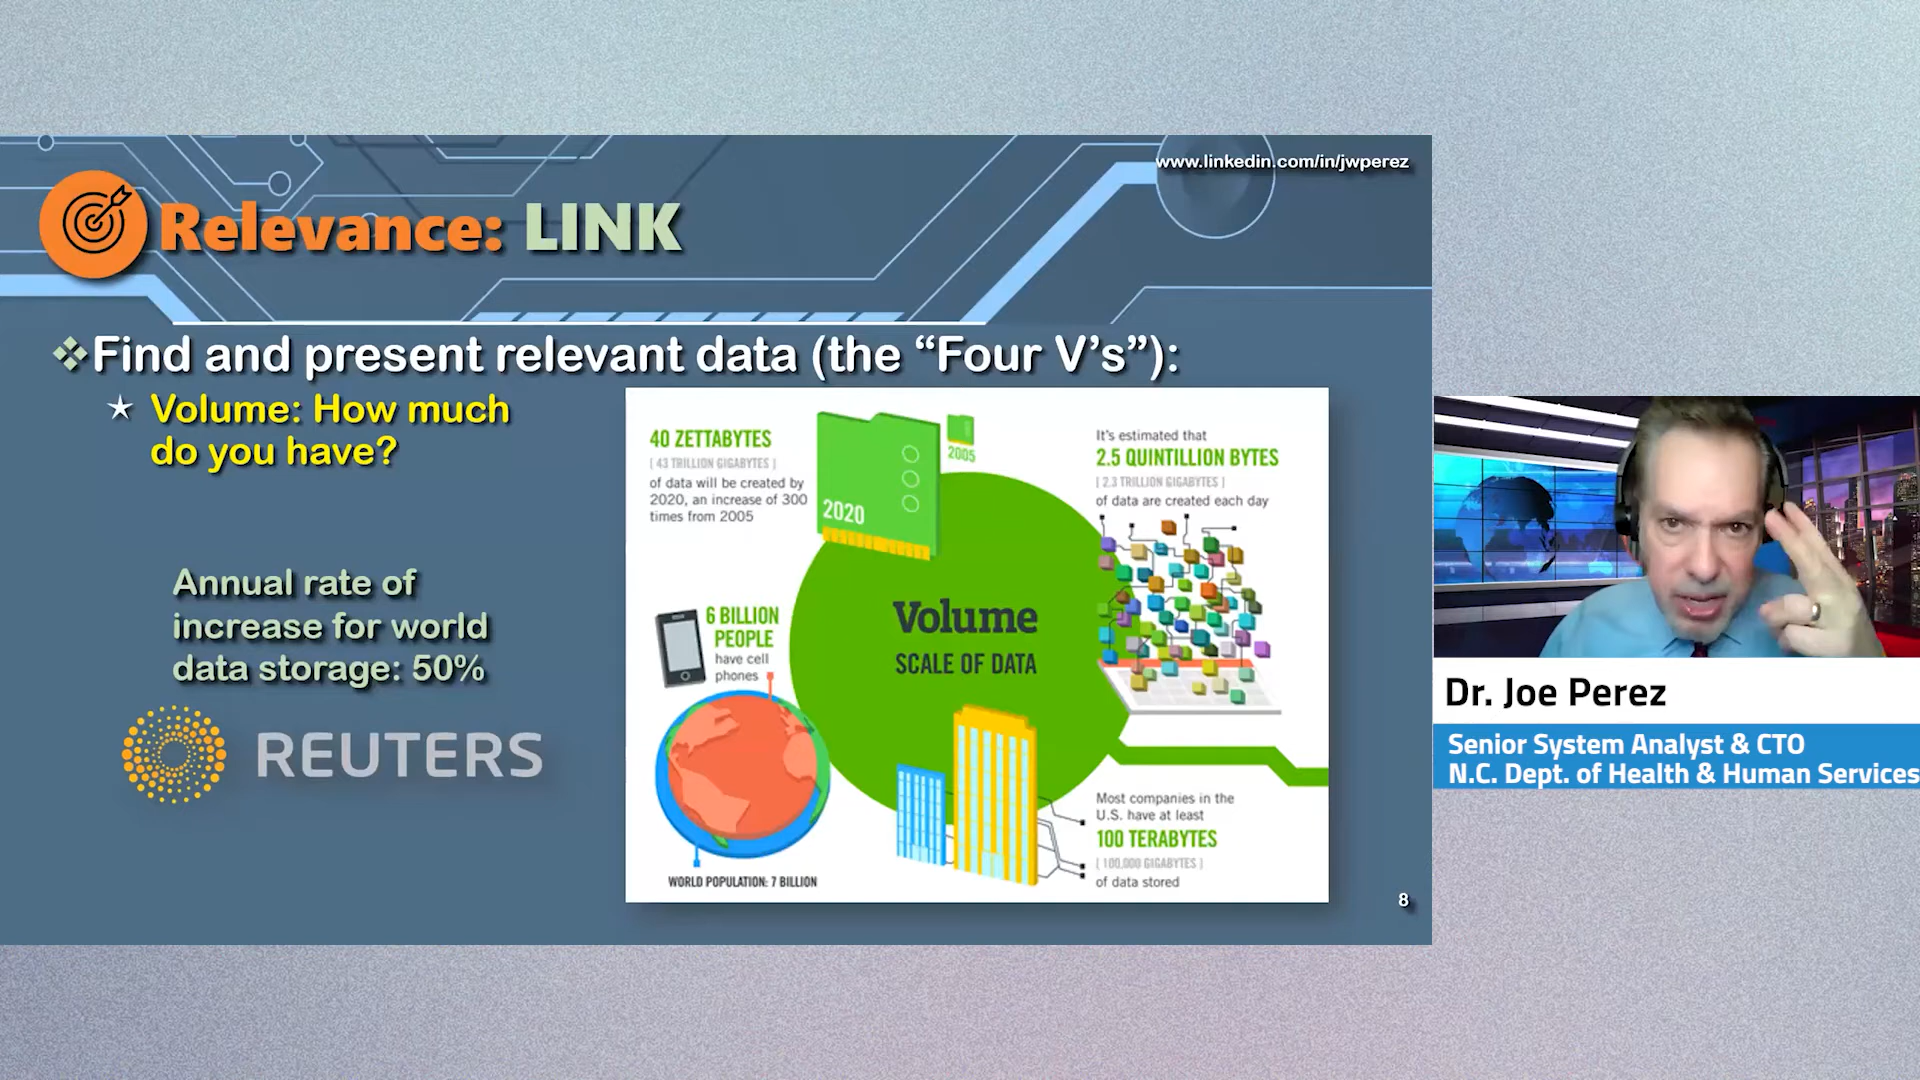 www.linkedin.com/in/jwperez
Relevance: LINK
Find and present relevant data (the “Four V’s”):
Volume: How much
do you have?
Annual rate of
increase for world
data storage: 50%
REUTERS
40 ZETTABYTES
[ 43 TRILLION GIGABYTES ]
of data will be created by
2020, an increase of 300
times from 2005
2020
2005
It’s estimated that
2.5 QUINTILLION BYTES
[ 2.3 TRILLION GIGABYTES ]
of data are created each day
6 BILLION
PEOPLE
have cell
phones
WORLD POPULATION: 7 BILLION
Volume
SCALE OF DATA
Most companies in the
U.S. have at least
100 TERABYTES
[ 100,000 GIGABYTES ]
of data stored
8
Dr. Joe Perez
Senior System Analyst & CTO
N.C. Dept. of Health & Human Services